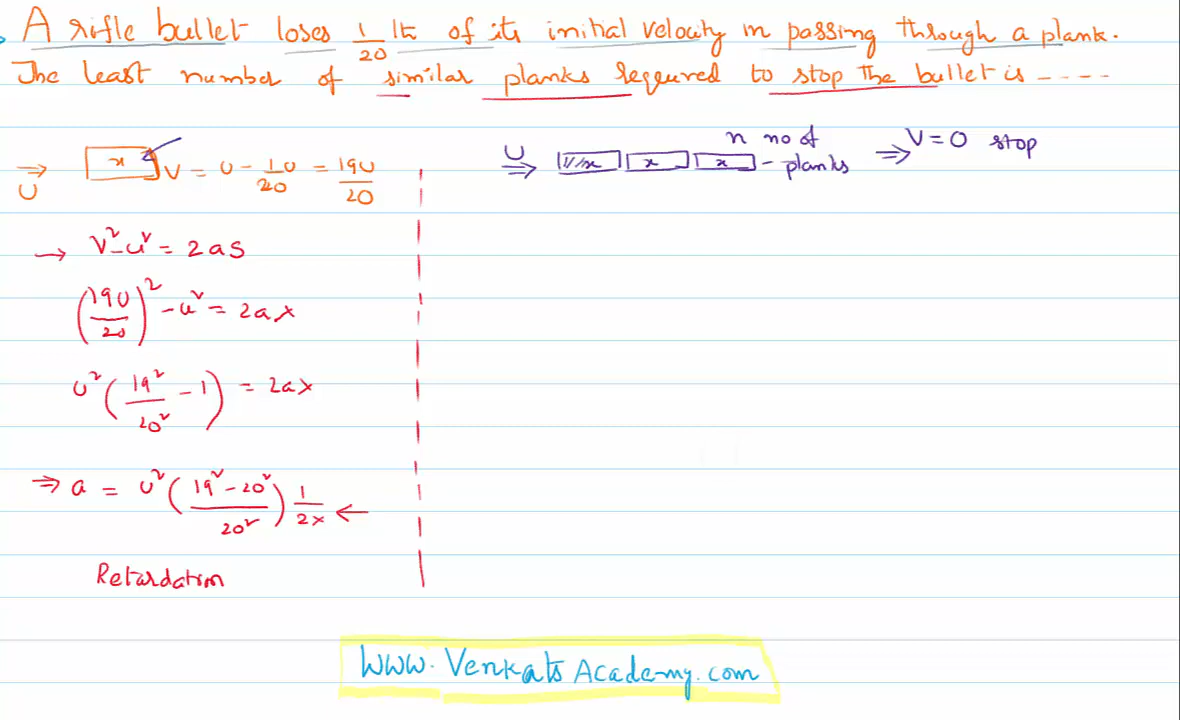 A rifle bullet loses 1/20 th of its initial velocity in passing through a plank.
The least number of similar planks required to stop the bullet is ----
⇒ U x V = U - 1U/20 = 19U/20
→ V² - u² = 2as
(19U/20)² - u² = 2ax
U² (19²/20² - 1) = 2ax
⇒ a = U² (19² - 20²/20²) 1/2x ←
Retardation
U ⇒ x x x - n no of planks ⇒ V = 0 stop
WWW.VenkatsAcademy.com